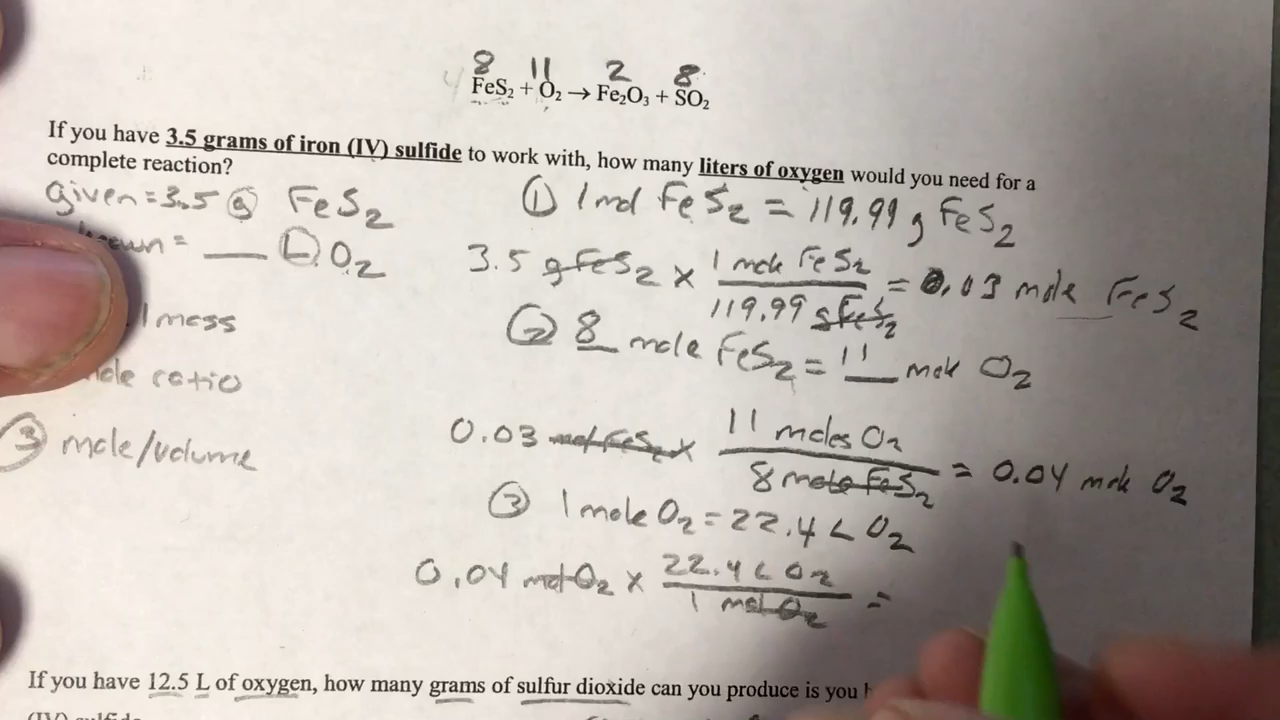 8 11 2 8
4 FeS₂ + O₂ → Fe₂O₃ + SO₂
If you have 3.5 grams of iron (IV) sulfide to work with, how many liters of oxygen would you need for a
complete reaction?
given = 3.5 g FeS₂
= __ L O₂
mass
ratio
③ mole/volume
① 1 mol FeS₂ = 119.99 g FeS₂
3.5 g FeS₂ x 1 mole FeS₂ / 119.99 g FeS₂ = 0.03 mole FeS₂
② 8 mole FeS₂ = 11 mole O₂
0.03 mol FeS₂ x 11 moles O₂ / 8 mole FeS₂ = 0.04 mole O₂
③ 1 mole O₂ = 22.4 L O₂
0.04 mol O₂ x 22.4 L O₂ / 1 mol O₂ =
If you have 12.5 L of oxygen, how many grams of sulfur dioxide can you produce is you